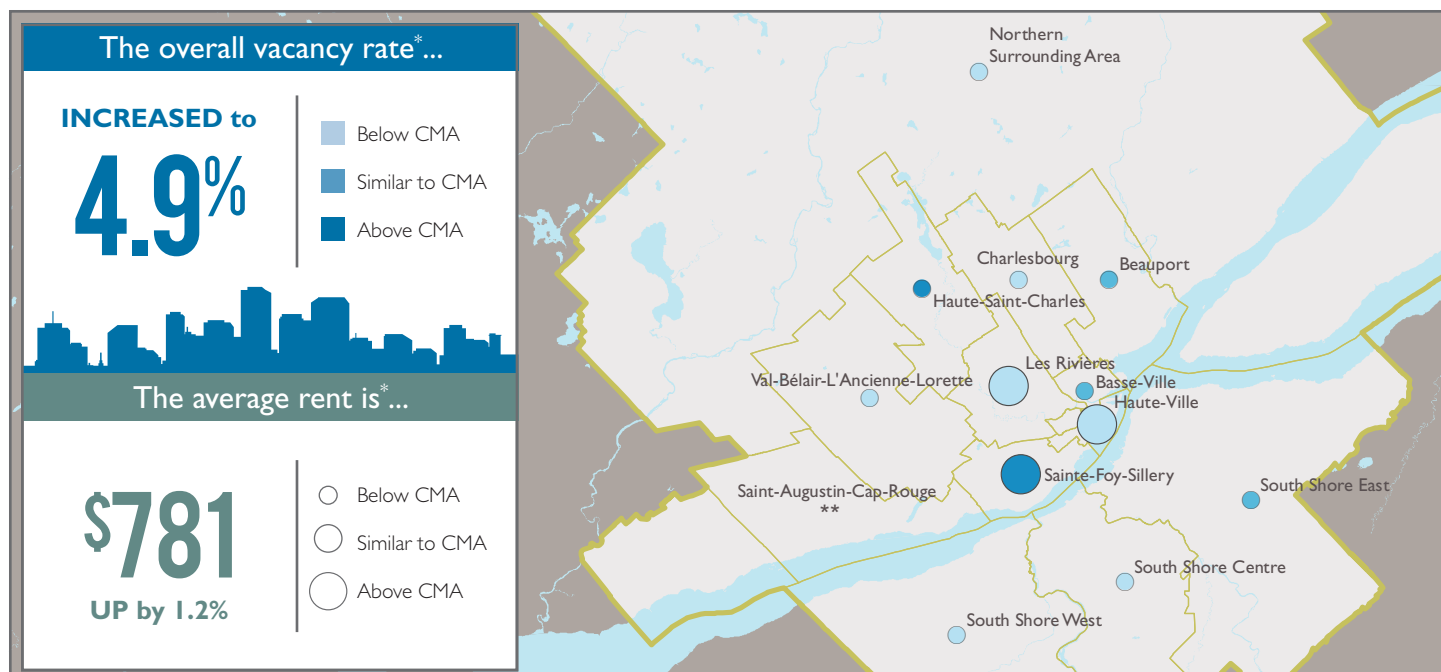 The overall vacancy rate*...
INCREASED to
4.9%
Below CMA
Similar to CMA
Above CMA
The average rent is*...
$781
UP by 1.2%
Below CMA
Similar to CMA
Above CMA
Northern
Surrounding Area
Charlesbourg
Beauport
Haute-Saint-Charles
Les Rivières
Val-Bélair-L'Ancienne-Lorette
Basse-Ville
Haute-Ville
Sainte-Foy-Sillery
Saint-Augustin-Cap-Rouge
**
South Shore East
South Shore Centre
South Shore West